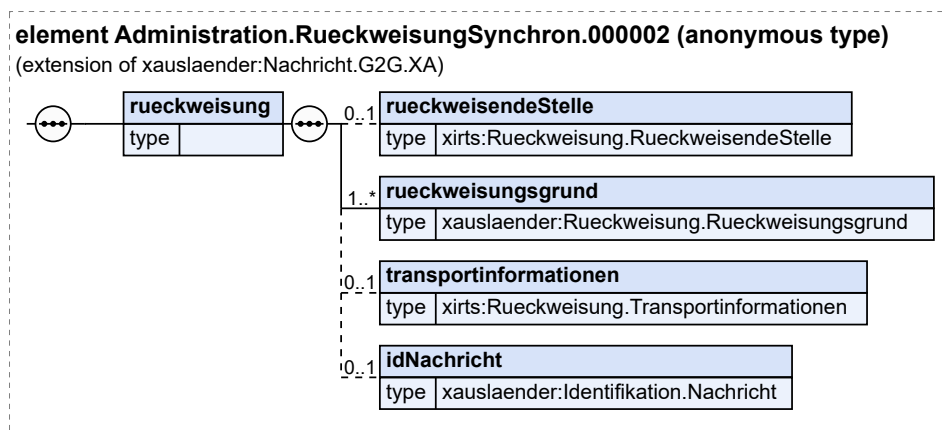 element Administration.RueckweisungSynchron.000002 (anonymous type)
(extension of xauslaender:Nachricht.G2G.XA)
rueckweisung
type
0..1
rueckweisendeStelle
type xirts:Rueckweisung.RueckweisendeStelle
1..*
rueckweisungsgrund
type xauslaender:Rueckweisung.Rueckweisungsgrund
0..1
transportinformationen
type xirts:Rueckweisung.Transportinformationen
0..1
idNachricht
type xauslaender:Identifikation.Nachricht